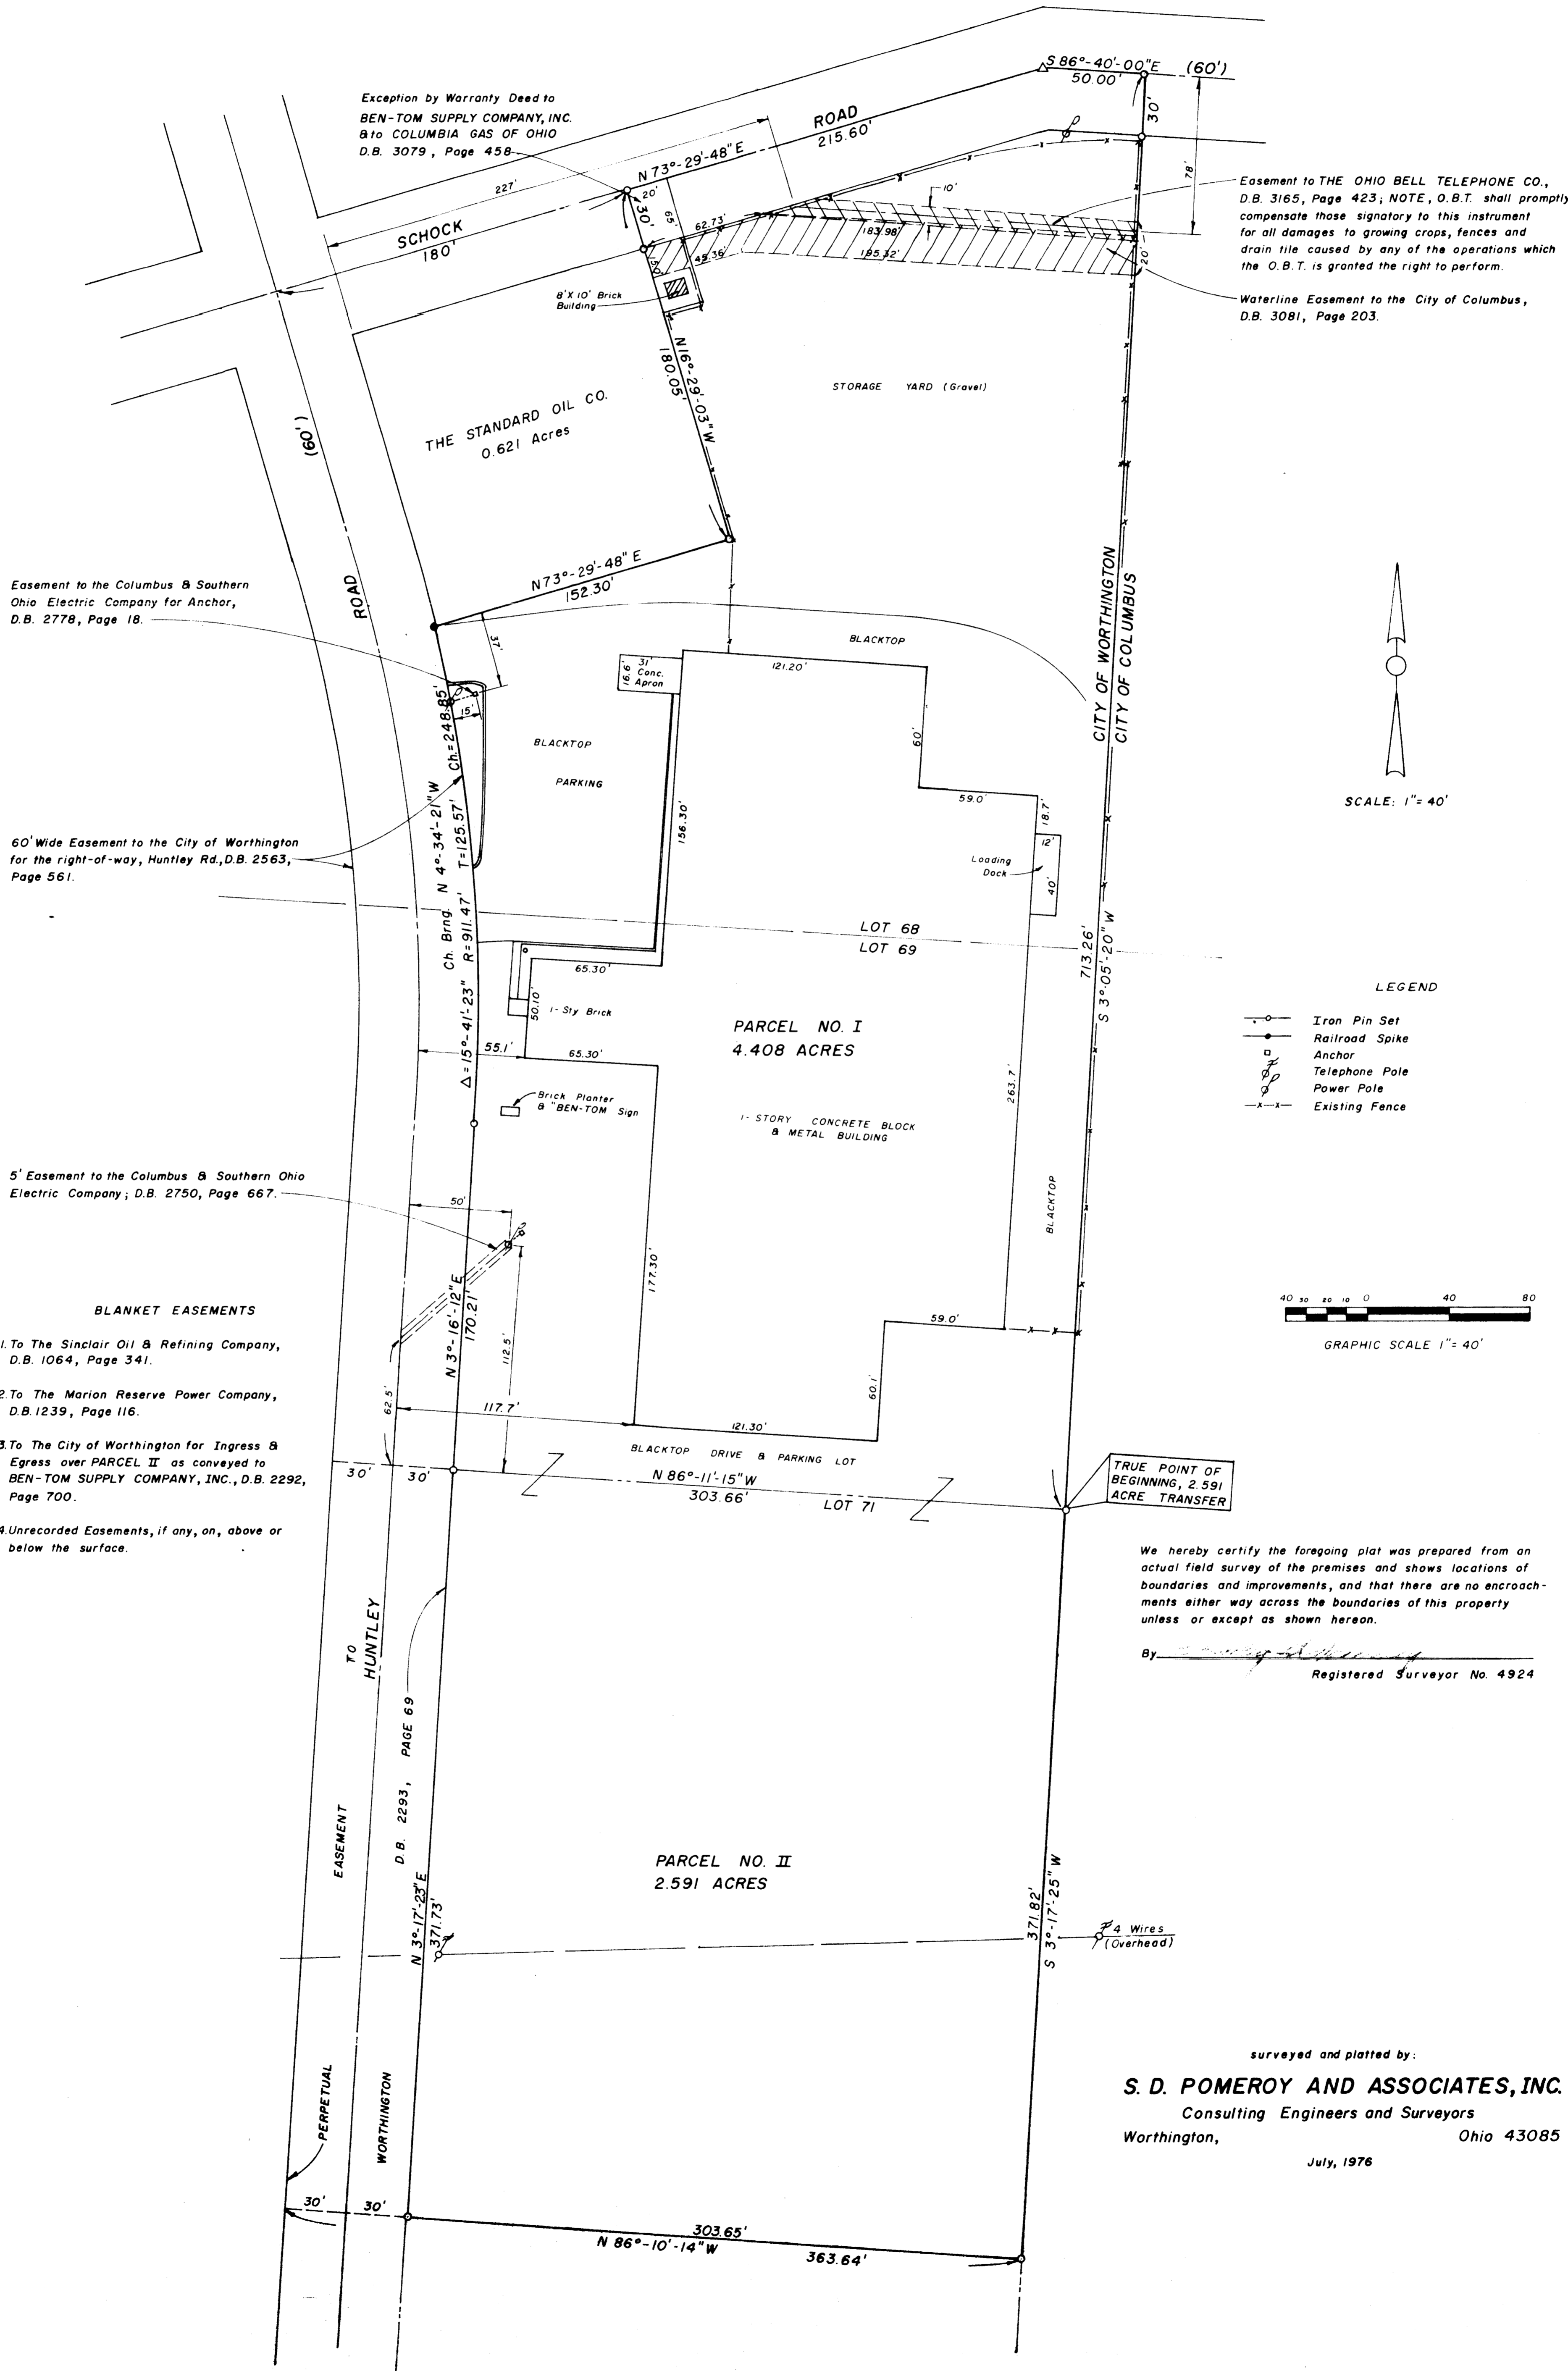 S 86°-40'-00"E (60')
50.00'
30'
Exception by Warranty Deed to
BEN-TOM SUPPLY COMPANY, INC.
& to COLUMBIA GAS OF OHIO
D.B. 3079, Page 458
ROAD
215.60'
N 73°-29'-48" E
227'
20'
30'
65'
SCHOCK
180'
62.73'
10'
78'
183.98'
195.32'
45.36'
50'
20'
Easement to THE OHIO BELL TELEPHONE CO.,
D.B. 3165, Page 423; NOTE, O.B.T. shall promptly
compensate those signatory to this instrument
for all damages to growing crops, fences and
drain tile caused by any of the operations which
the O.B.T. is granted the right to perform.
Waterline Easement to the City of Columbus,
D.B. 3081, Page 203.
8' X 10' Brick
Building
N16°-29'-03"W
180.05'
STORAGE YARD (Gravel)
THE STANDARD OIL CO.
0.621 Acres
(60')
ROAD
N73°-29'-48" E
152.30'
Easement to the Columbus & Southern
Ohio Electric Company for Anchor,
D.B. 2778, Page 18.
37'
15'
CITY OF WORTHINGTON
CITY OF COLUMBUS
BLACKTOP
121.20'
16.6'
31'
Conc.
Apron
60'
BLACKTOP
PARKING
59.0'
18.7'
12'
Loading
Dock
40'
156.30'
SCALE: 1"= 40'
60' Wide Easement to the City of Worthington
for the right-of-way, Huntley Rd., D.B. 2563,
Page 561.
Ch. Brng. N 4°-34'-21"W Ch.= 248.85'
Δ=15°-41'-23" R=911.47' T=125.57'
LOT 68
LOT 69
713.26'
S 3°-05'-20" W
65.30'
50.10'
1-Sty Brick
55.1'
65.30'
PARCEL NO. I
4.408 ACRES
LEGEND
Iron Pin Set
Railroad Spike
Anchor
Telephone Pole
Power Pole
Existing Fence
Brick Planter
& "BEN-TOM Sign
1-STORY CONCRETE BLOCK
& METAL BUILDING
263.7'
BLACKTOP
5' Easement to the Columbus & Southern Ohio
Electric Company; D.B. 2750, Page 667.
50'
177.30'
N 3°-16'-12" E
170.21'
112.5'
59.0'
60.1'
62.5'
117.7'
121.30'
40 30 20 10 0 40 80
GRAPHIC SCALE 1"= 40'
BLANKET EASEMENTS
1. To The Sinclair Oil & Refining Company,
D.B. 1064, Page 341.
2. To The Marion Reserve Power Company,
D.B. 1239, Page 116.
3. To The City of Worthington for Ingress &
Egress over PARCEL II as conveyed to
BEN-TOM SUPPLY COMPANY, INC., D.B. 2292,
Page 700.
4. Unrecorded Easements, if any, on, above or
below the surface.
BLACKTOP DRIVE & PARKING LOT
30' 30'
N 86°-11'-15"W
303.66'
LOT 71
TRUE POINT OF
BEGINNING, 2.591
ACRE TRANSFER
We hereby certify the foregoing plat was prepared from an
actual field survey of the premises and shows locations of
boundaries and improvements, and that there are no encroach-
ments either way across the boundaries of this property
unless or except as shown hereon.
By
Registered Surveyor No. 4924
TO
HUNTLEY
D.B. 2293, PAGE 69
EASEMENT
PARCEL NO. II
2.591 ACRES
N 3°-17'-23" E
371.73'
371.82'
S 3°-17'-25" W
4 Wires
(Overhead)
PERPETUAL
WORTHINGTON
surveyed and platted by:
S. D. POMEROY AND ASSOCIATES, INC.
Consulting Engineers and Surveyors
Worthington, Ohio 43085
July, 1976
30' 30'
303.65'
N 86°-10'-14"W 363.64'